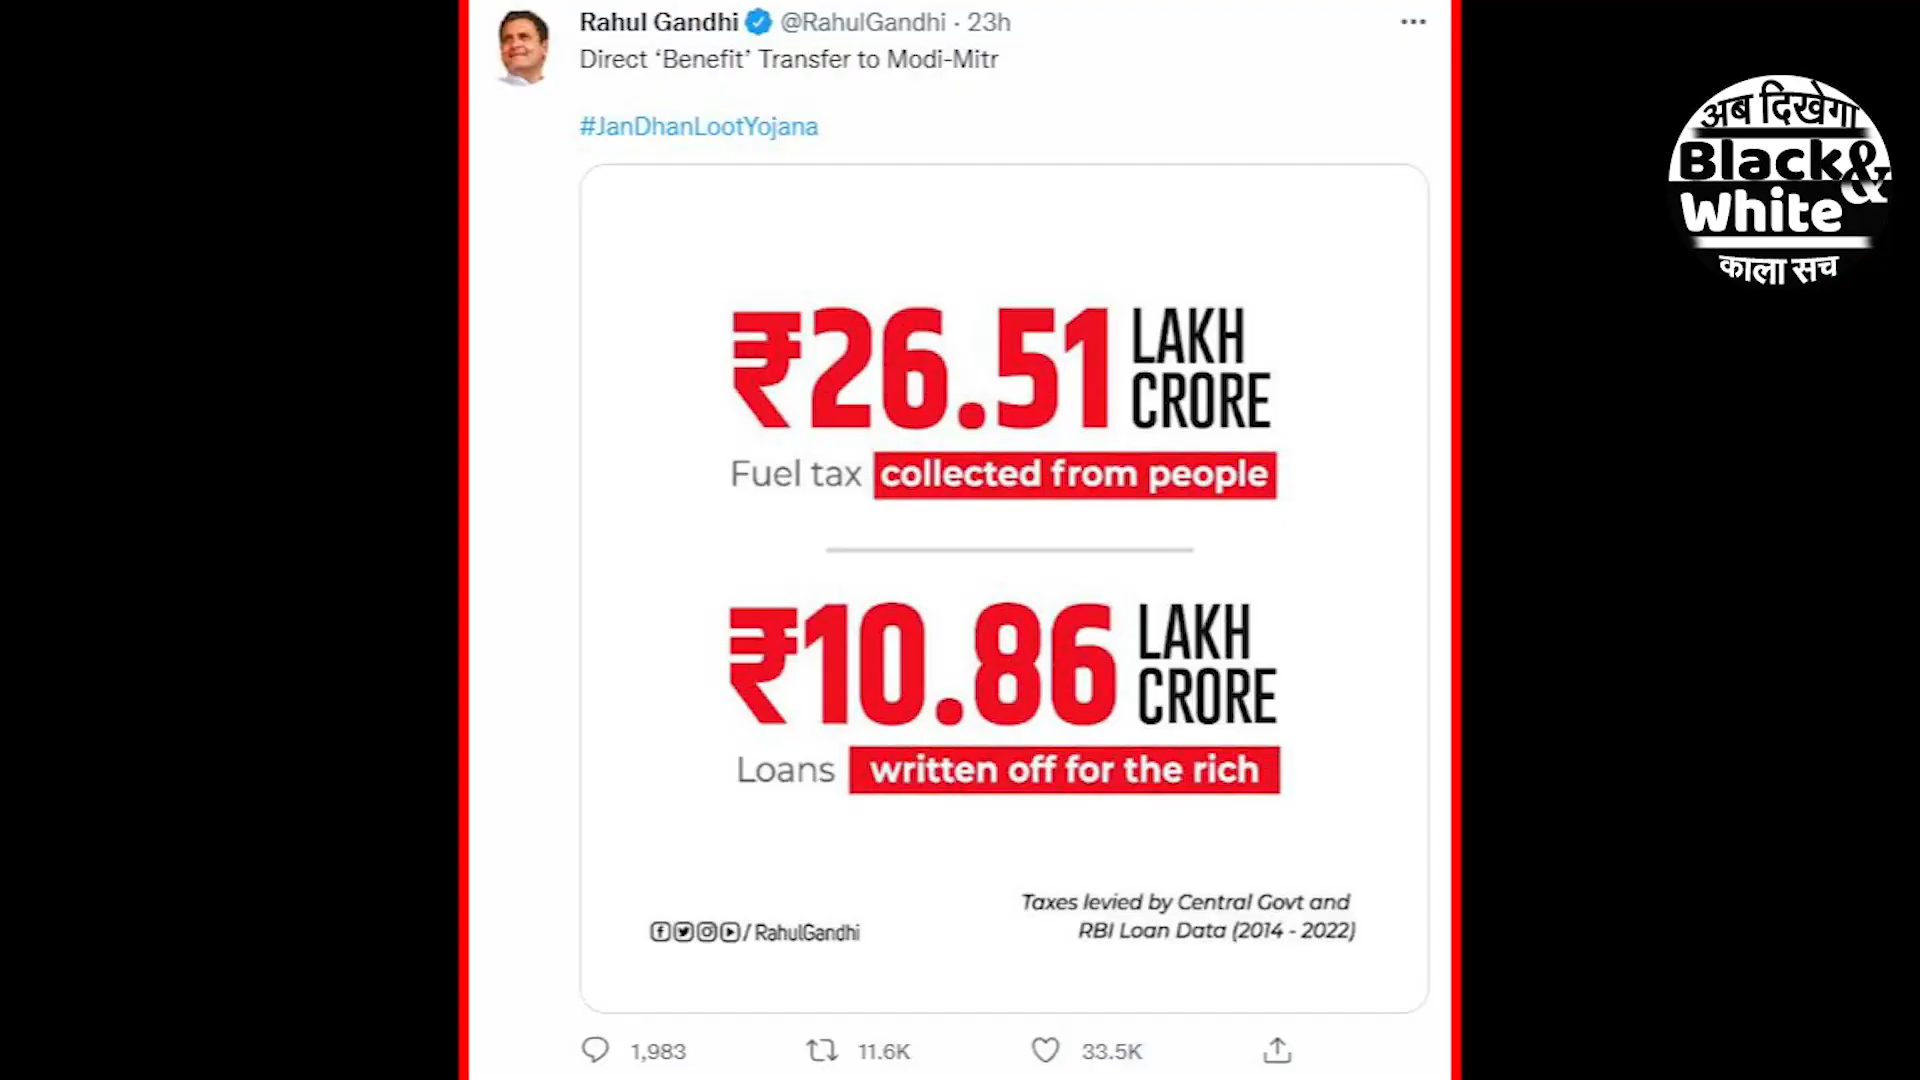 Rahul Gandhi @RahulGandhi · 23h
Direct ‘Benefit’ Transfer to Modi-Mitr
#JanDhanLootYojana
₹26.51 LAKH CRORE
Fuel tax collected from people
₹10.86 LAKH CRORE
Loans written off for the rich
/ RahulGandhi
Taxes levied by Central Govt and
RBI Loan Data (2014 - 2022)
1,983 11.6K 33.5K
अब दिखेगा
Black &
White
काला सच